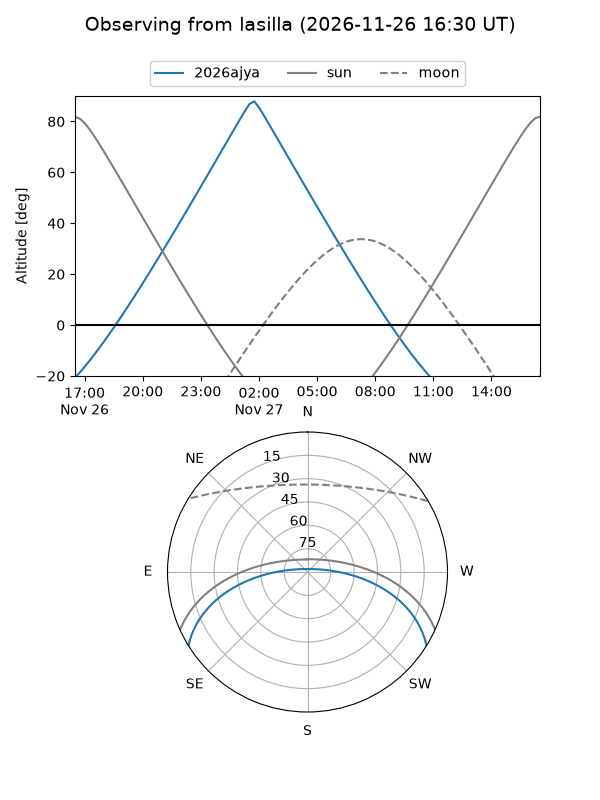 Observing from lasilla (2026-11-26 16:30 UT)
2026ajya sun moon
Altitude [deg]
80
60
40
20
0
−20
17:00 20:00 23:00 02:00 05:00 08:00 11:00 14:00
Nov 26 Nov 27
N
NE NW
15
30
45
60
75
E W
SE SW
S